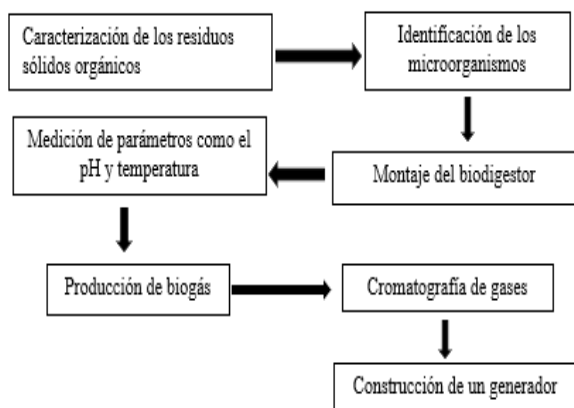 Caracterización de los residuos
sólidos orgánicos
Identificación de los
microorganismos
Montaje del biodigestor
Medición de parámetros como el
pH y temperatura
Producción de biogás
Cromatografía de gases
Construcción de un generador